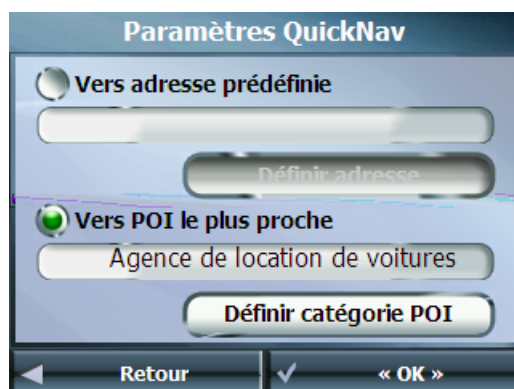 Paramètres QuickNav
Vers adresse prédéfinie
Définir adresse
Vers POI le plus proche
Agence de location de voitures
Définir catégorie POI
Retour
« OK »